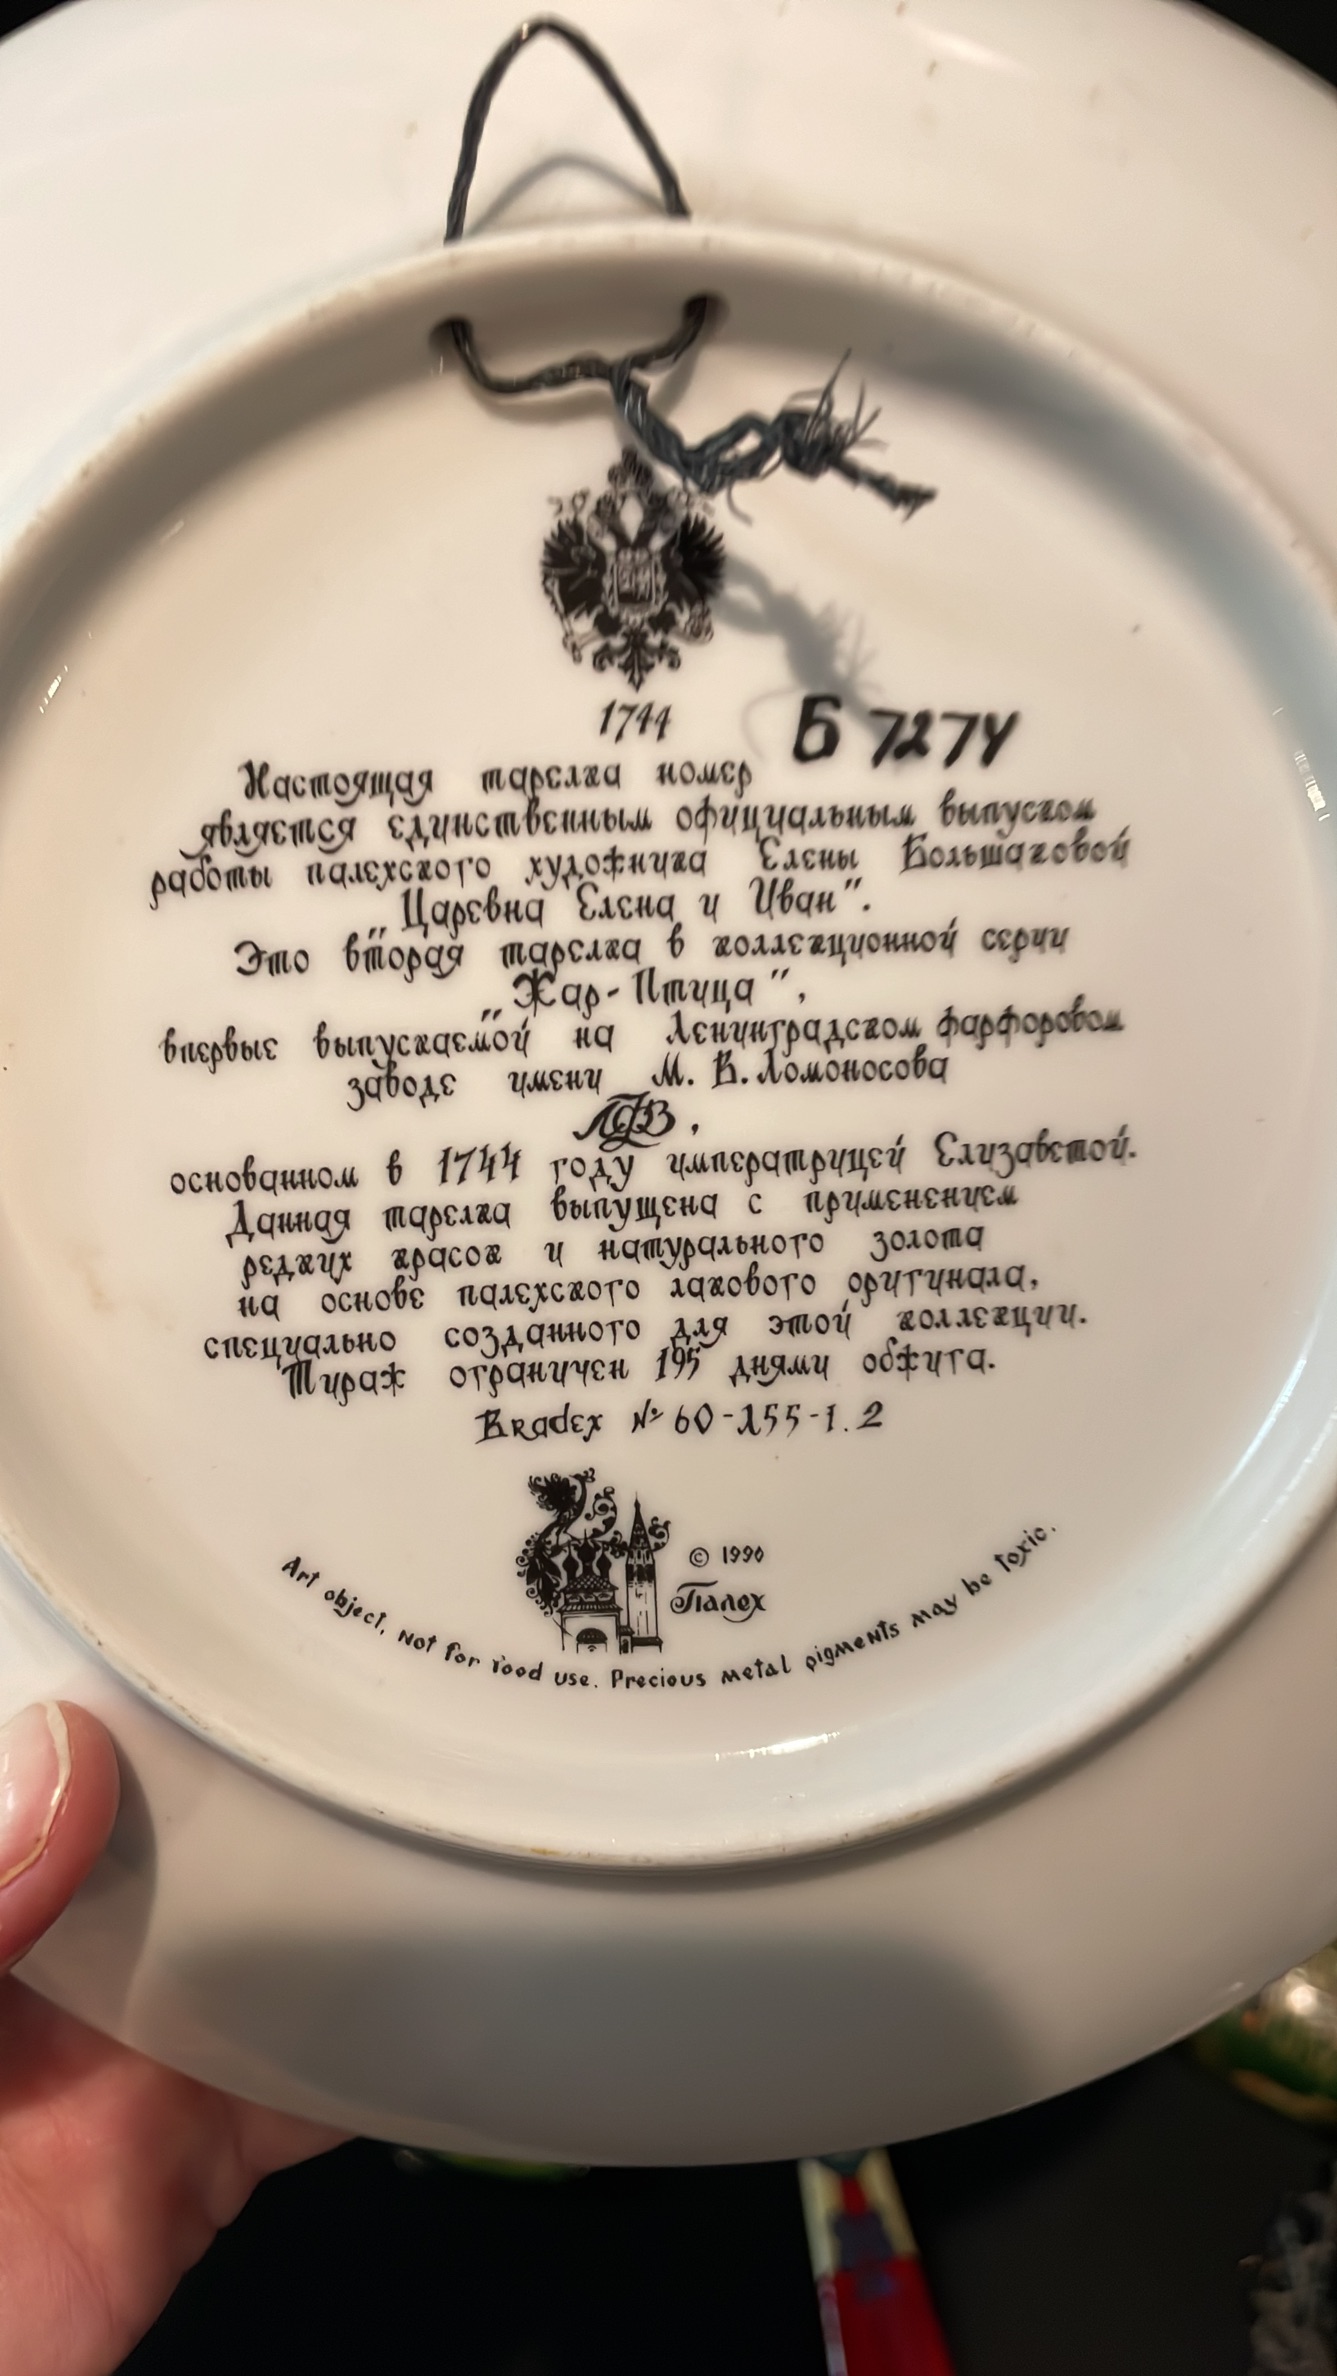 1744
Б 7274
Настоящая тарелка номер
является единственным официальным выпуском
работы палехского художника Елены Большаковой
„Царевна Елена и Иван”.
Это вторая тарелка в коллекционной серии
„Жар-Птица”,
впервые выпускаемой на Ленинградском фарфоровом
заводе имени М. В. Ломоносова
ЛФЗ,
основанном в 1744 году императрицей Елизаветой.
Данная тарелка выпущена с применением
редких красок и натурального золота
на основе палехского лакового оригинала,
специально созданного для этой коллекции.
Тираж ограничен 195 днями обжига.
Bradex № 60-155-1.2
© 1990
Палех
Art object, not for food use. Precious metal pigments may be toxic.